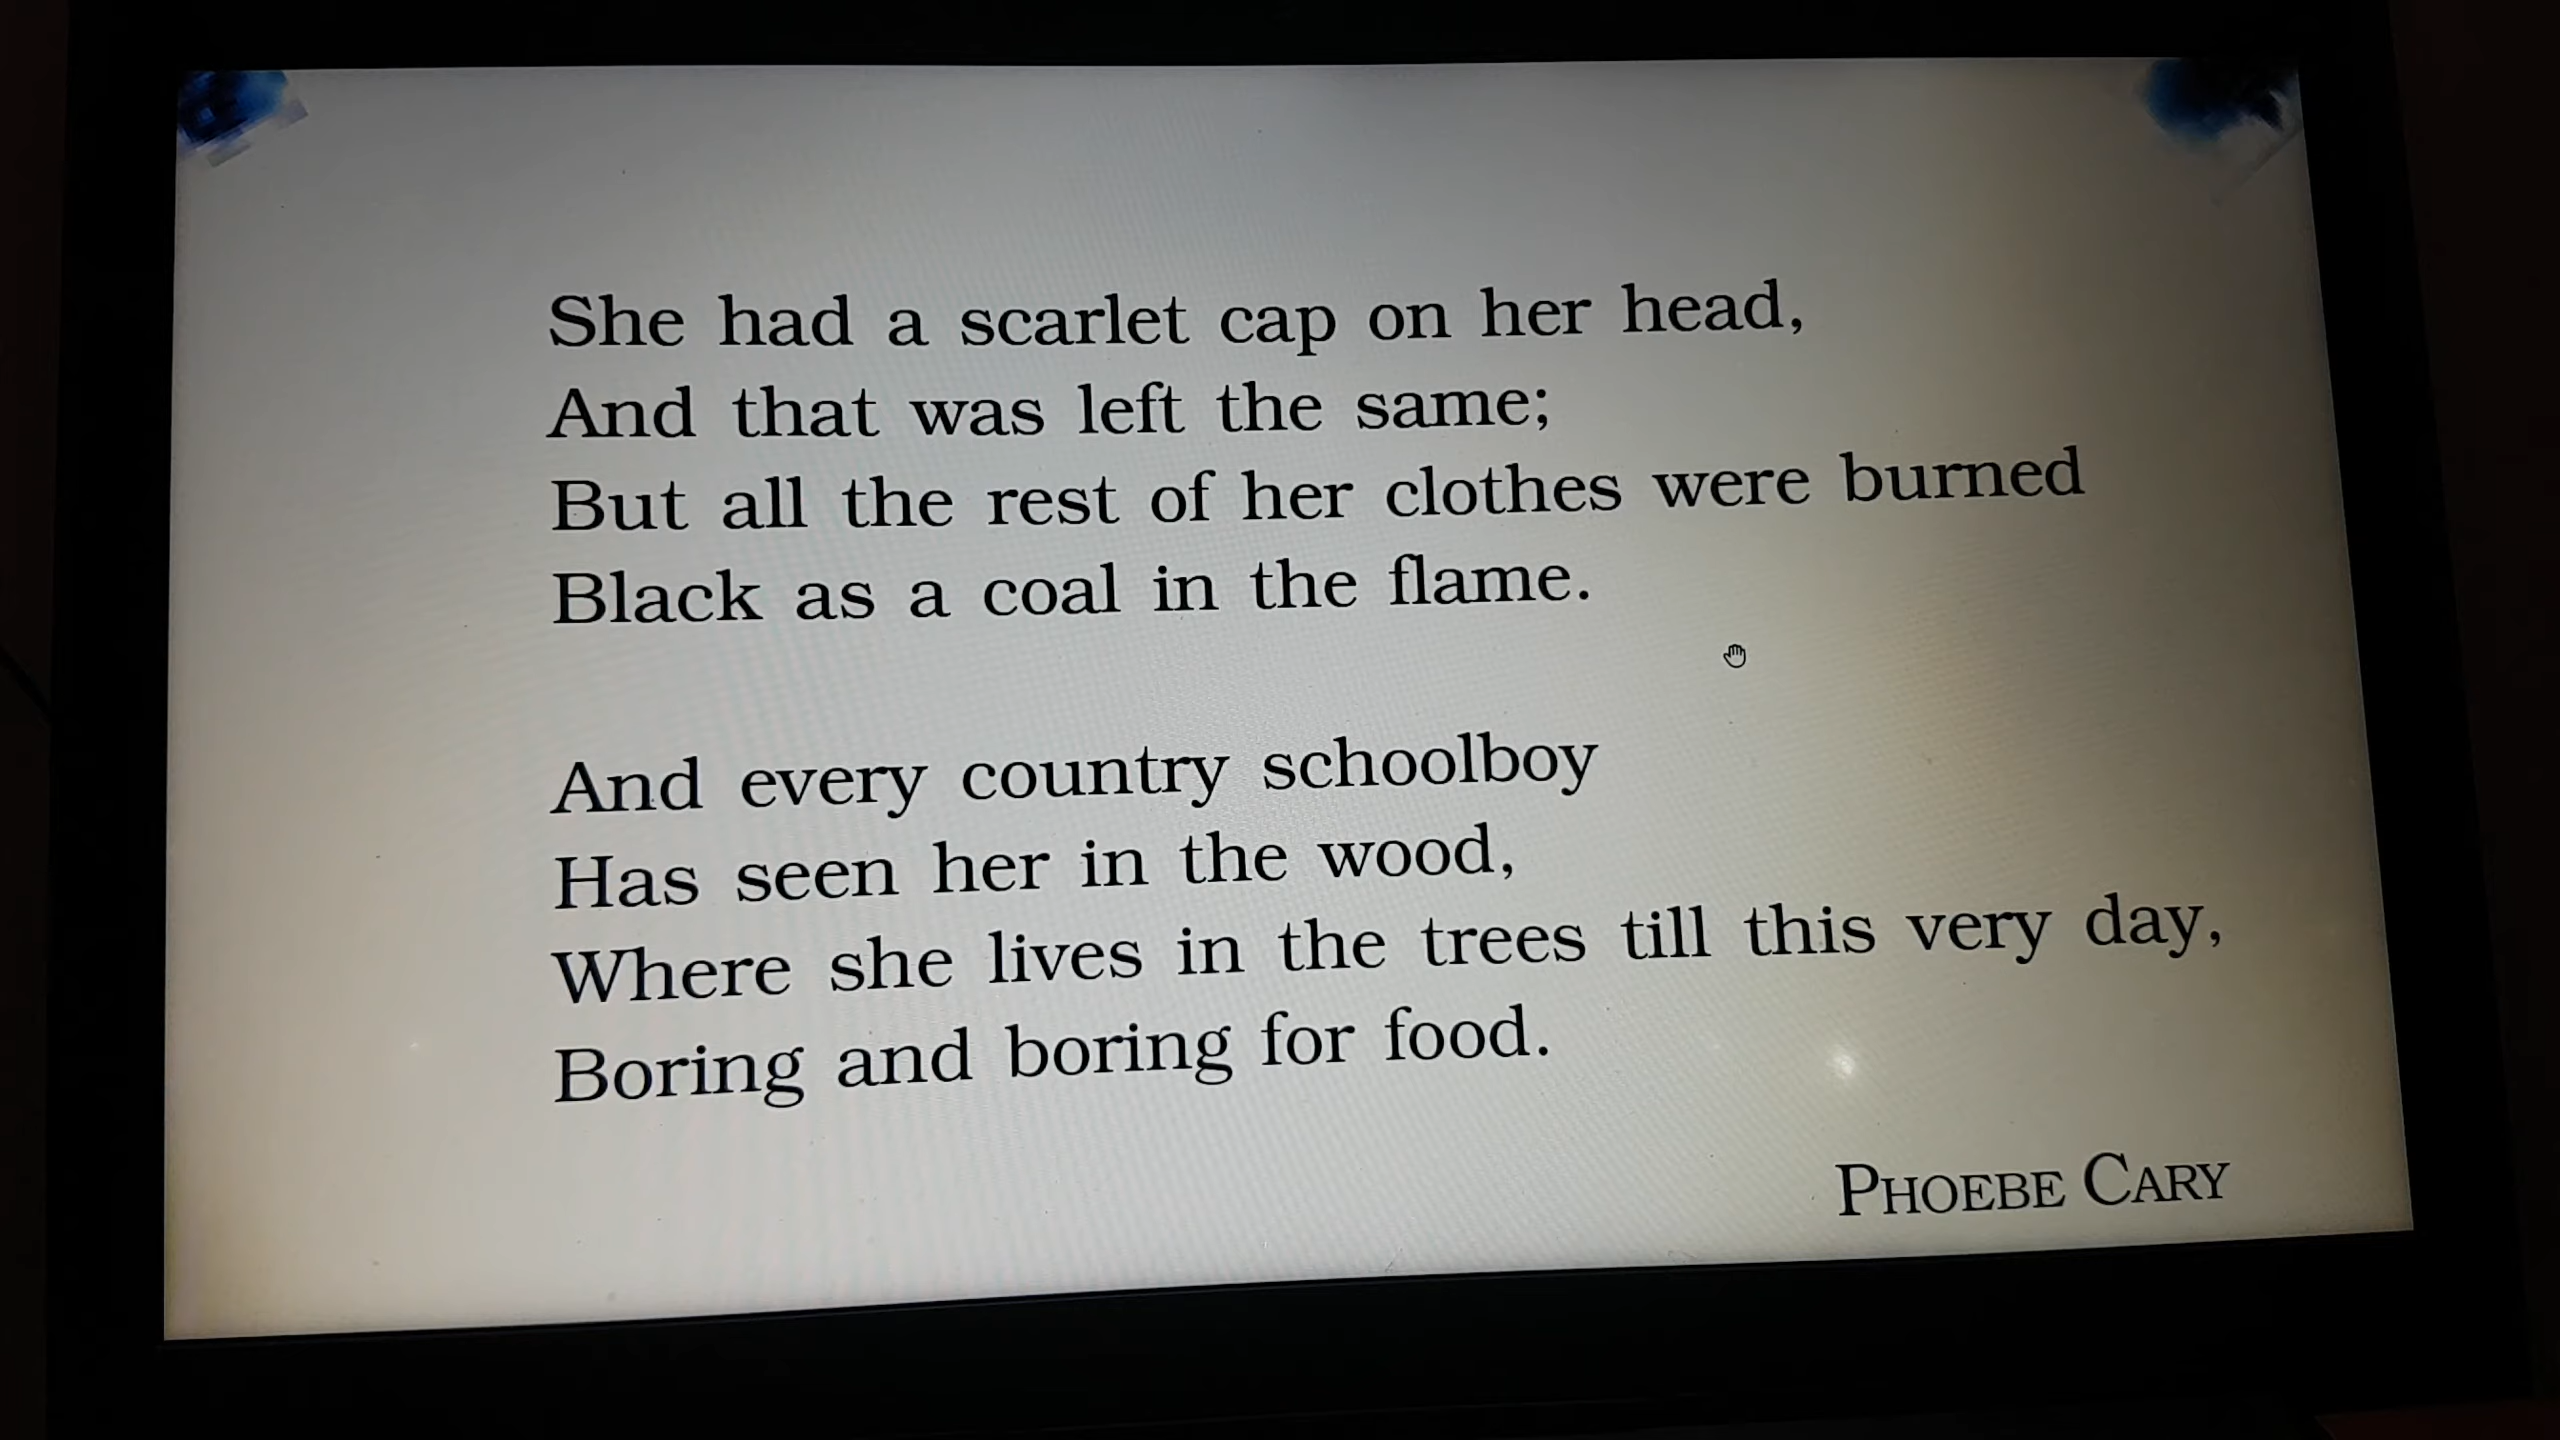 She had a scarlet cap on her head,
And that was left the same;
But all the rest of her clothes were burned
Black as a coal in the flame.
And every country schoolboy
Has seen her in the wood,
Where she lives in the trees till this very day,
Boring and boring for food.
PHOEBE CARY